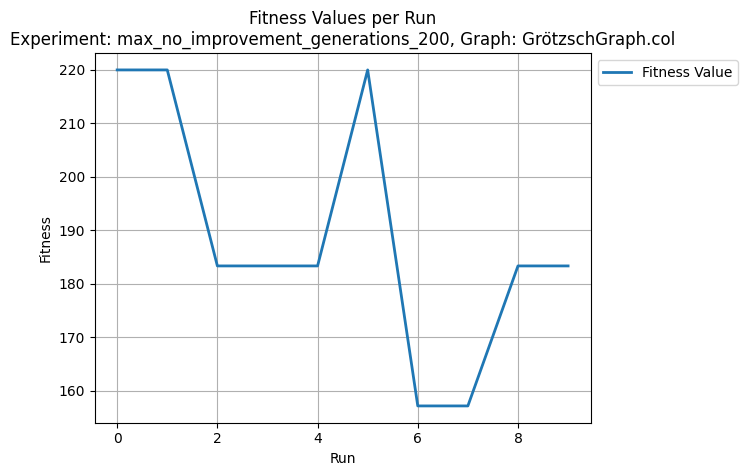 Fitness Values per Run
Experiment: max_no_improvement_generations_200, Graph: GrötzschGraph.col
Fitness Value
220
210
200
190
180
170
160
Fitness
0 2 4 6 8
Run